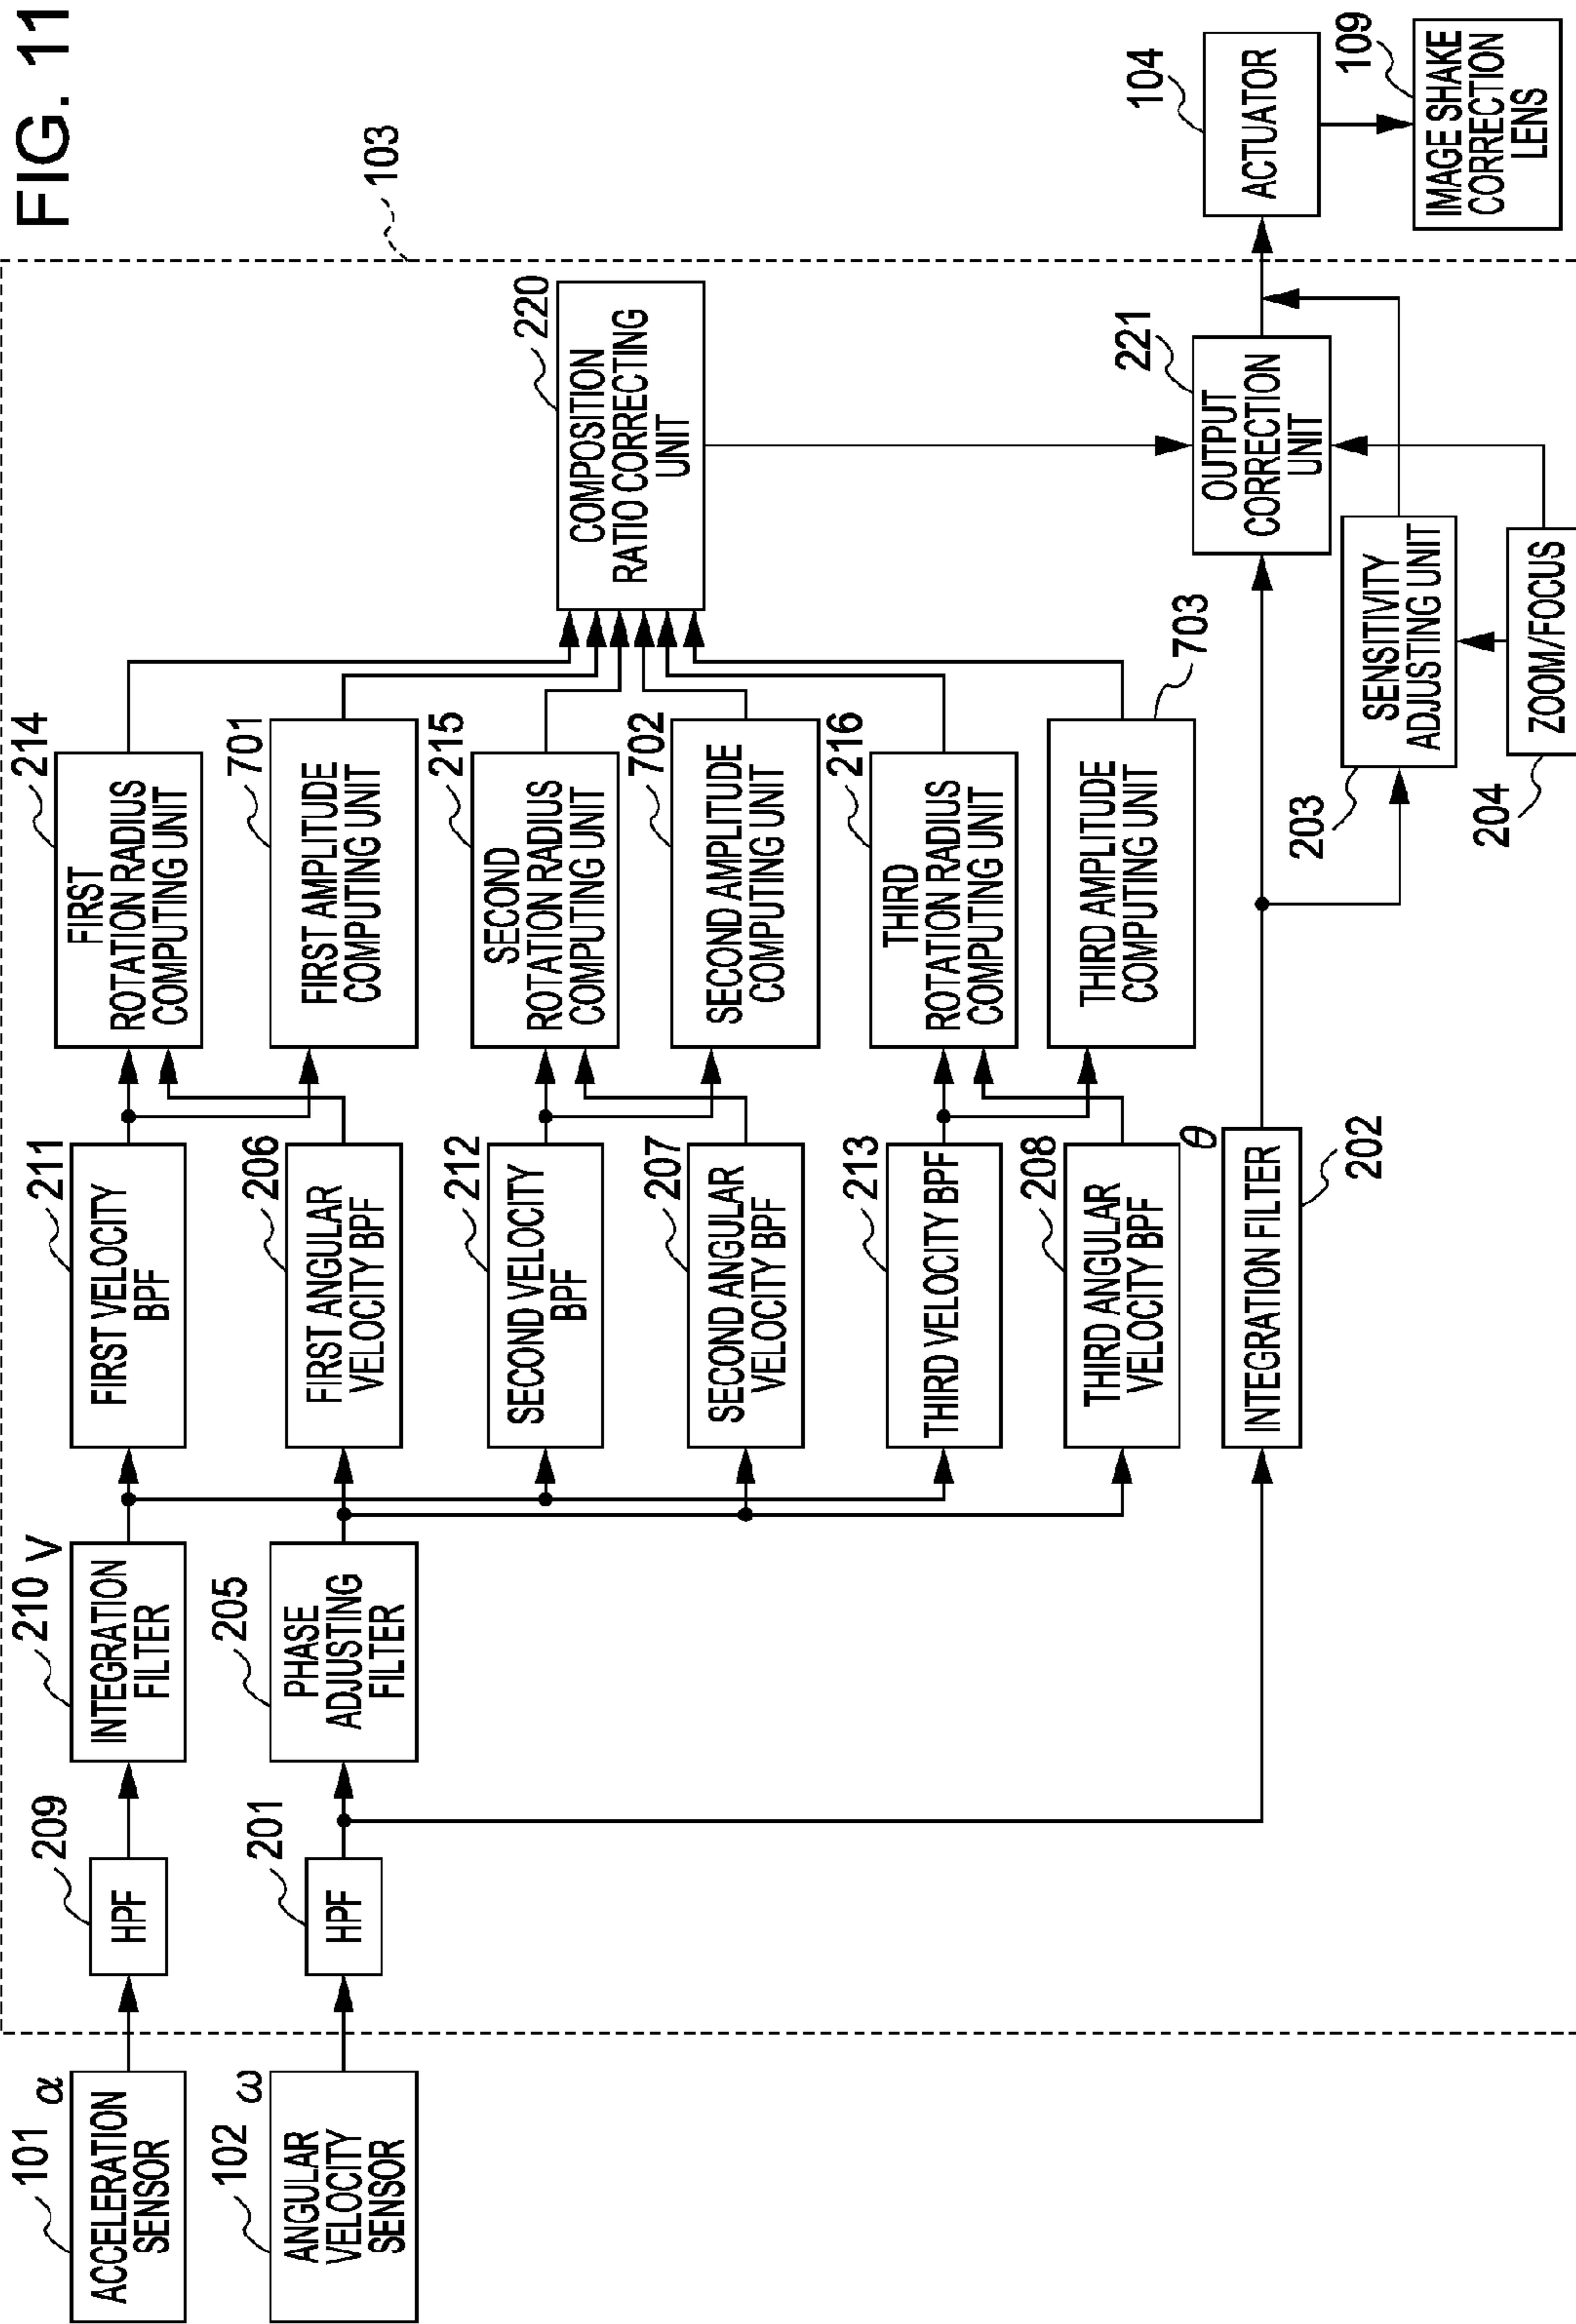 FIG. 11
103
101 α
ACCELERATION
SENSOR
209
HPF
210 V
INTEGRATION
FILTER
211
FIRST VELOCITY
BPF
214
FIRST
ROTATION RADIUS
COMPUTING UNIT
102 ω
ANGULAR
VELOCITY
SENSOR
201
HPF
205
PHASE
ADJUSTING
FILTER
206
FIRST ANGULAR
VELOCITY BPF
701
FIRST AMPLITUDE
COMPUTING UNIT
212
SECOND VELOCITY
BPF
215
SECOND
ROTATION RADIUS
COMPUTING UNIT
207
SECOND ANGULAR
VELOCITY BPF
702
SECOND AMPLITUDE
COMPUTING UNIT
220
COMPOSITION
RATIO CORRECTING
UNIT
213
THIRD VELOCITY BPF
216
THIRD
ROTATION RADIUS
COMPUTING UNIT
208
THIRD ANGULAR
VELOCITY BPF
THIRD AMPLITUDE
COMPUTING UNIT
703
θ
INTEGRATION FILTER
202
221
OUTPUT
CORRECTION
UNIT
104
ACTUATOR
203
SENSITIVITY
ADJUSTING UNIT
109
IMAGE SHAKE
CORRECTION
LENS
204
ZOOM/FOCUS